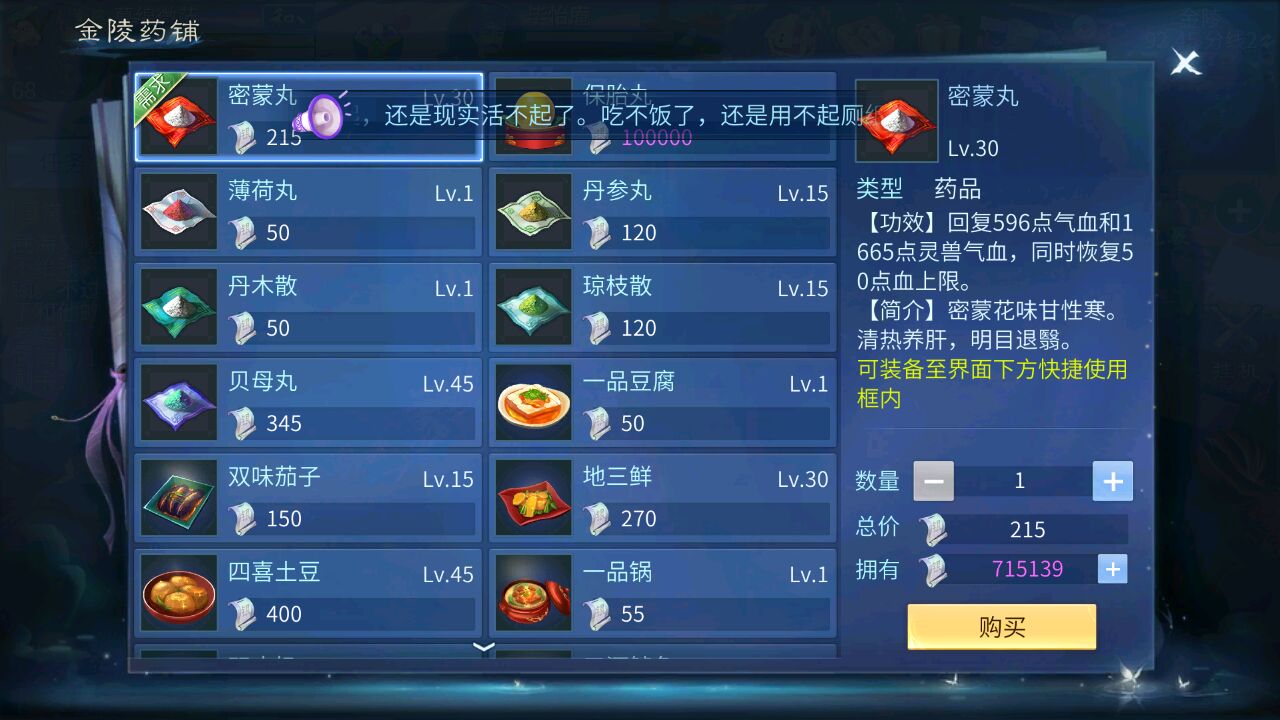 金陵药铺
需求
密蒙丸
Lv.30
215
，还是现实活不起了。吃不饭了，还是用不起厕
保胎丸
100000
薄荷丸
Lv.1
50
丹参丸
Lv.15
120
丹木散
Lv.1
50
琼枝散
Lv.15
120
贝母丸
Lv.45
345
一品豆腐
Lv.1
50
双味茄子
Lv.15
150
地三鲜
Lv.30
270
四喜土豆
Lv.45
400
一品锅
Lv.1
55
密蒙丸
Lv.30
类型 药品
【功效】回复596点气血和1
665点灵兽气血，同时恢复5
0点血上限。
【简介】密蒙花味甘性寒。
清热养肝，明目退翳。
可装备至界面下方快捷使用
框内
数量
1
总价
215
拥有
715139
购买